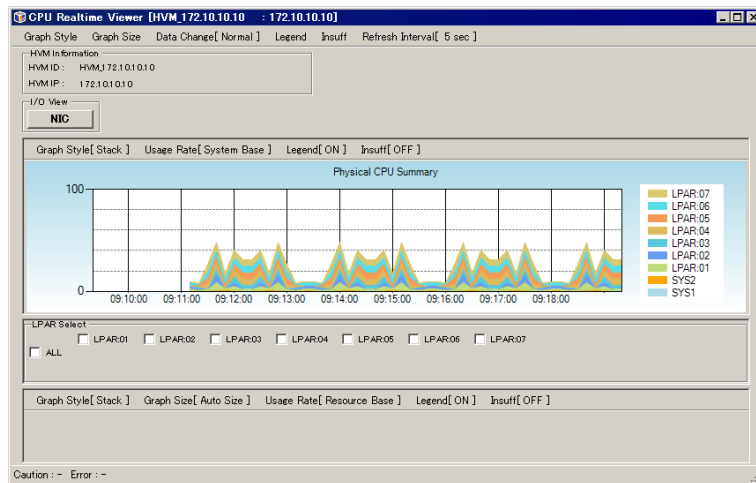 CPU Realtime Viewer [HVM_172.10.10.10 : 172.10.10.10]
Graph Style Graph Size Data Change[ Normal ] Legend Insuff Refresh Interval[ 5 sec ]
HVM Information
HVM ID : HVM_172.10.10.10
HVM IP : 172.10.10.10
I/O View
NIC
Graph Style[ Stack ] Usage Rate[ System Base ] Legend[ ON ] Insuff[ OFF ]
Physical CPU Summary
100
0
09:10:00 09:11:00 09:12:00 09:13:00 09:14:00 09:15:00 09:16:00 09:17:00 09:18:00
LPAR:07
LPAR:06
LPAR:05
LPAR:04
LPAR:03
LPAR:02
LPAR:01
SYS2
SYS1
LPAR Select
LPAR:01 LPAR:02 LPAR:03 LPAR:04 LPAR:05 LPAR:06 LPAR:07
ALL
Graph Style[ Stack ] Graph Size[ Auto Size ] Usage Rate[ Resource Base ] Legend[ ON ] Insuff[ OFF ]
Caution : - Error : -